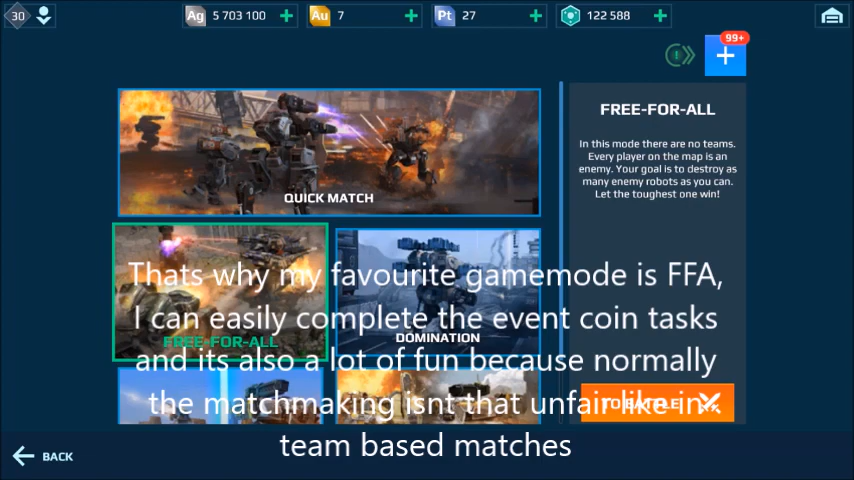 30
Ag 5 703 100 +
Au 7 +
Pt 27 +
122 588 +
99+
+
QUICK MATCH
FREE-FOR-ALL
In this mode there are no teams.
Every player on the map is an
enemy. Your goal is to destroy as
many enemy robots as you can.
Let the toughest one win!
FREE-FOR-ALL
DOMINATION
TO BATTLE
Thats why my favourite gamemode is FFA,
I can easily complete the event coin tasks
and its also a lot of fun because normally
the matchmaking isnt that unfair like in
team based matches
BACK